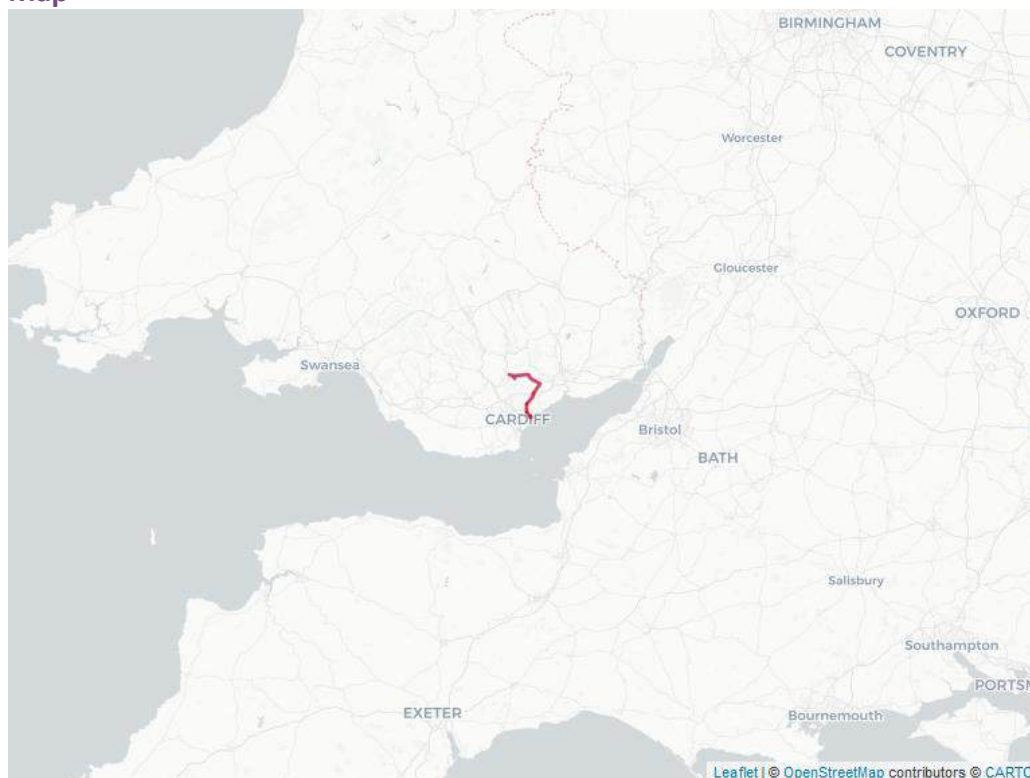 Map
BIRMINGHAM
COVENTRY
Worcester
Gloucester
OXFORD
Swansea
CARDIFF
Bristol
BATH
Salisbury
Southampton
PORTSM
EXETER
Bournemouth
Leaflet | © OpenStreetMap contributors © CARTO